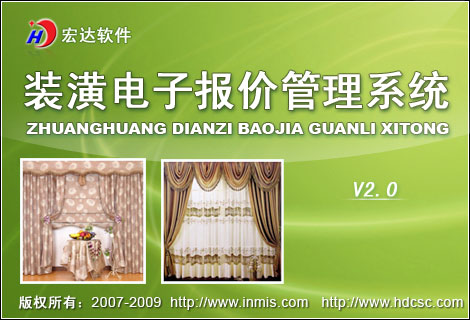 宏达软件
装潢电子报价管理系统
ZHUANGHUANG DIANZI BAOJIA GUANLI XITONG
V2.0
版权所有：2007-2009 http://www.inmis.com http://www.hdcsc.com